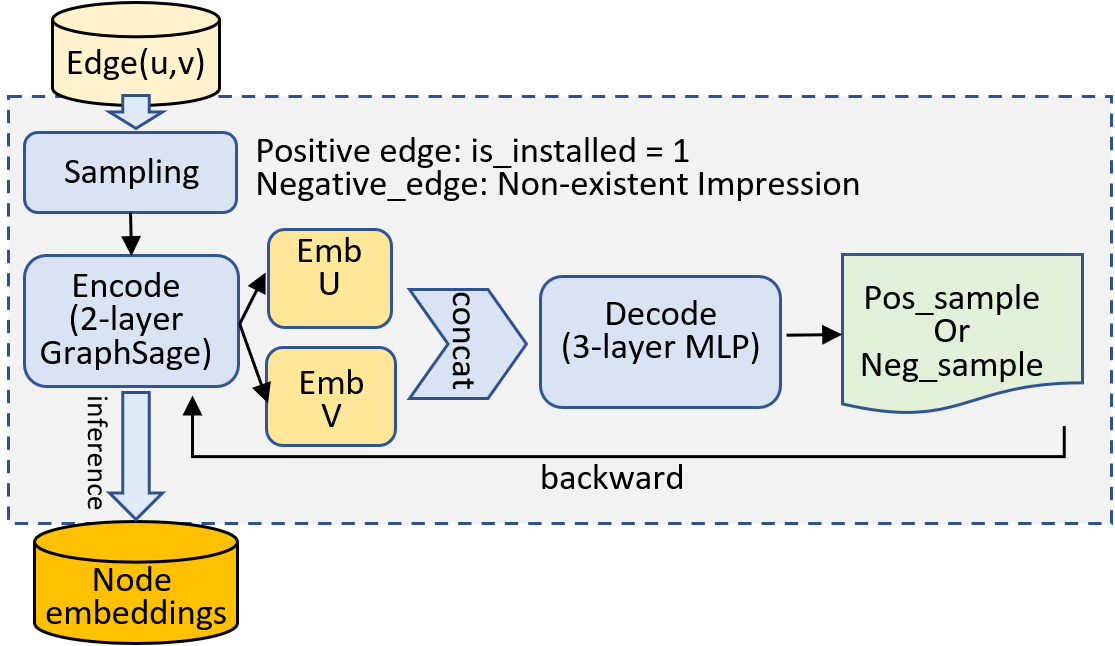 Edge(u,v)
Sampling
Positive edge: is_installed = 1
Negative_edge: Non-existent Impression
Encode
(2-layer
GraphSage)
Emb
U
Emb
V
concat
Decode
(3-layer MLP)
Pos_sample
Or
Neg_sample
inference
backward
Node
embeddings